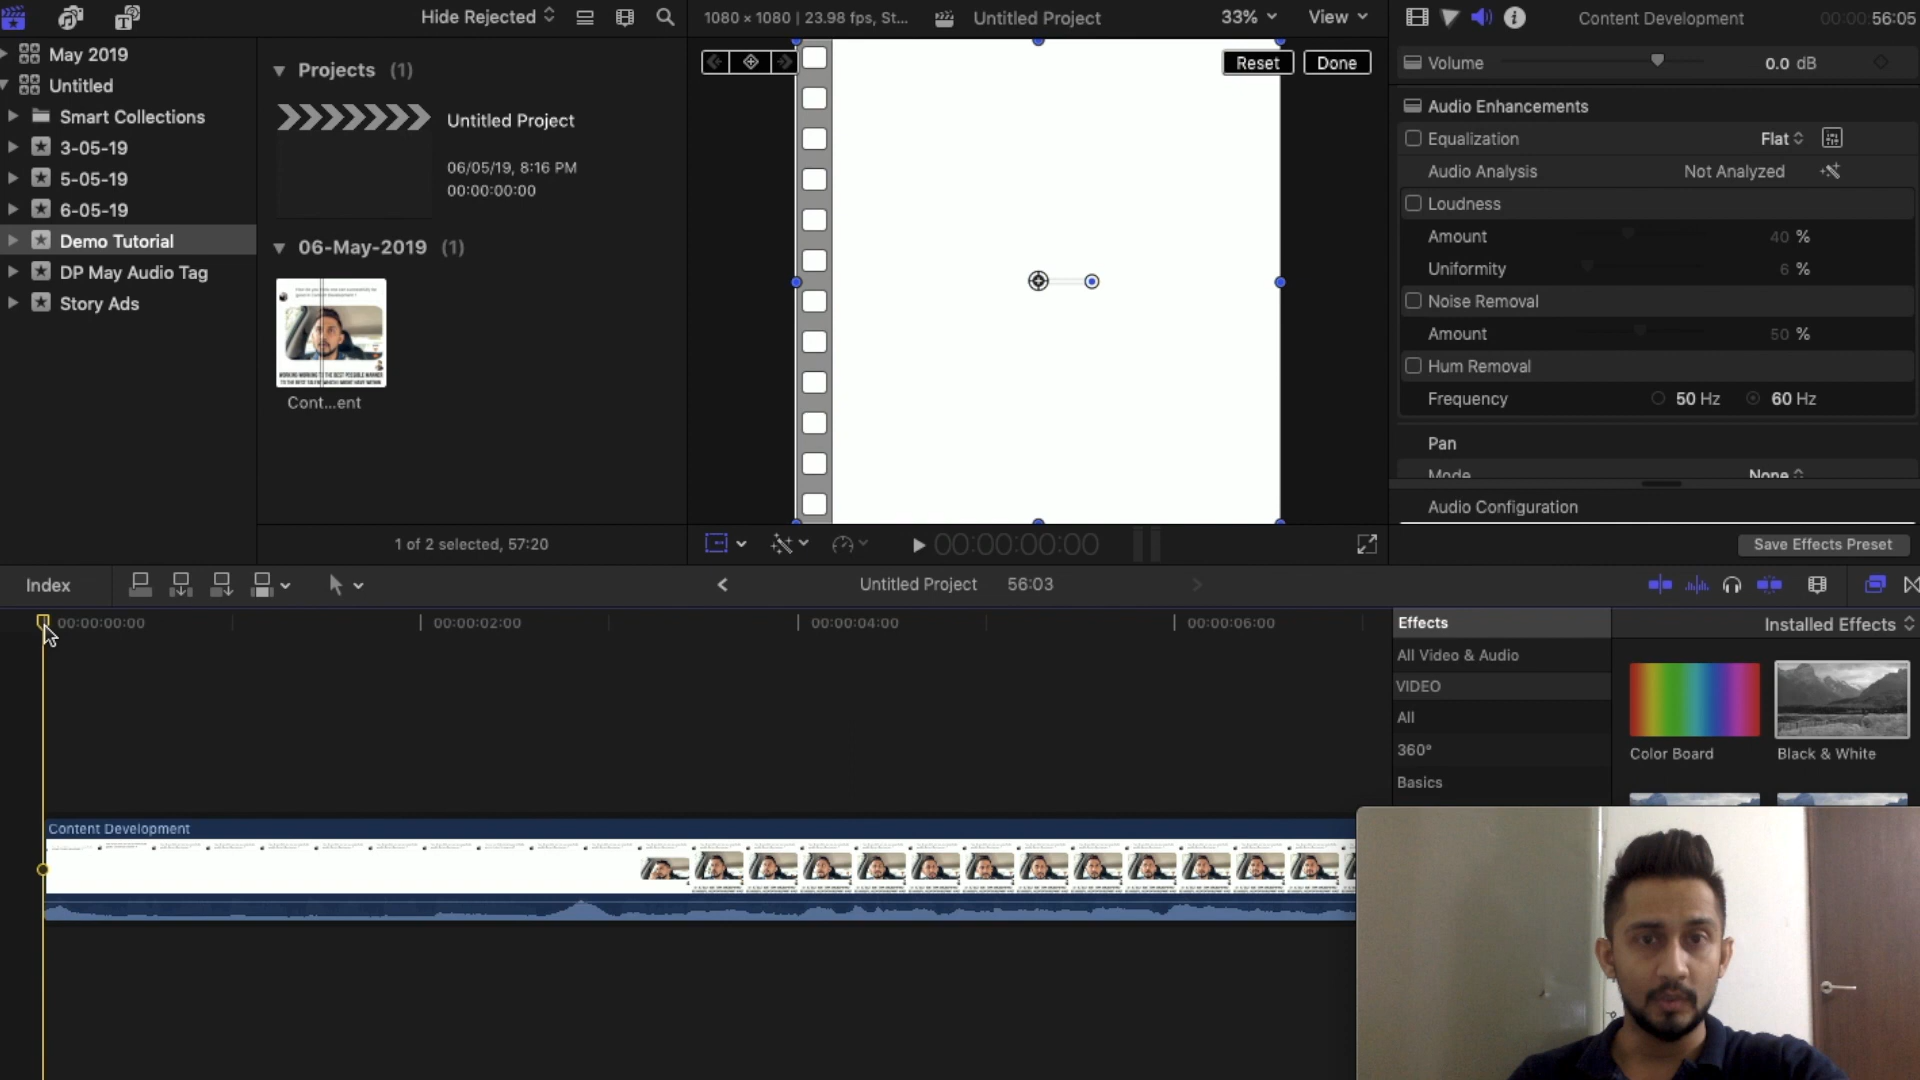 Hide Rejected
1080 × 1080 | 23.98 fps, St...
Untitled Project
33%
View
Content Development
00:00:56:05
May 2019
Untitled
Smart Collections
3-05-19
5-05-19
6-05-19
Demo Tutorial
DP May Audio Tag
Story Ads
Projects (1)
Untitled Project
06/05/19, 8:16 PM
00:00:00:00
06-May-2019 (1)
Cont...ent
1 of 2 selected, 57:20
Reset
Done
00:00:00:00
Volume
0.0 dB
Audio Enhancements
Equalization
Flat
Audio Analysis
Not Analyzed
Loudness
Amount
40 %
Uniformity
6 %
Noise Removal
Amount
50 %
Hum Removal
Frequency
50 Hz
60 Hz
Pan
Mode
None
Audio Configuration
Save Effects Preset
Index
Untitled Project
56:03
00:00:00:00
00:00:02:00
00:00:04:00
00:00:06:00
Effects
Installed Effects
All Video & Audio
VIDEO
All
360°
Basics
Color Board
Black & White
Content Development